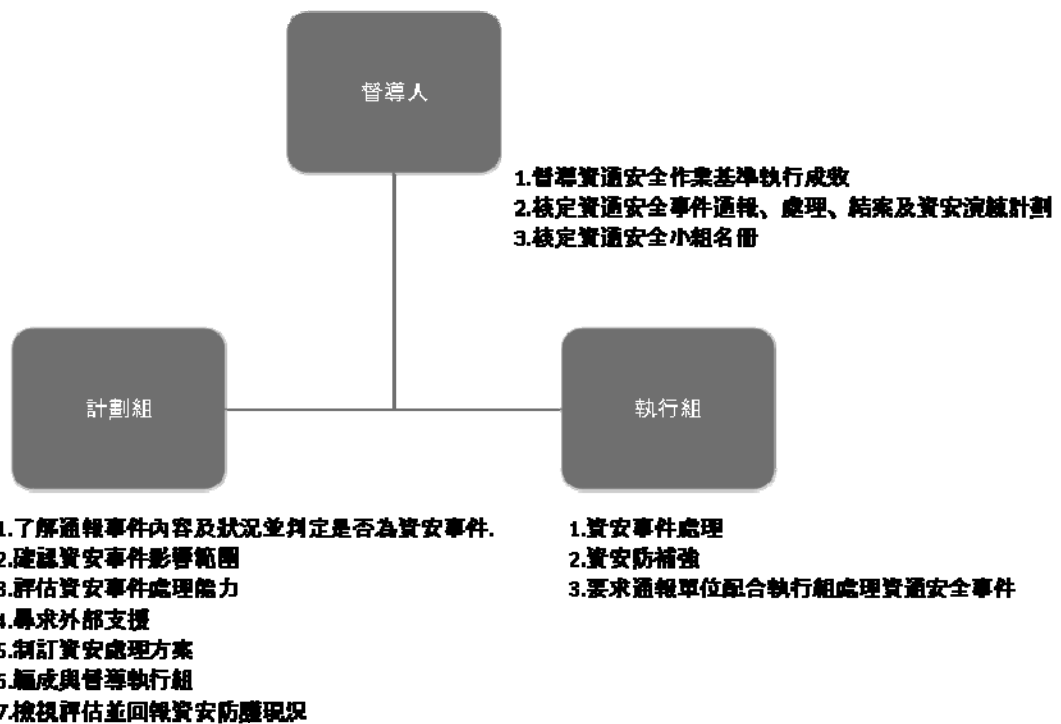 督導人
1.督導資通安全作業基準執行成效
2.核定資通安全事件通報、處理、結案及資安演練計劃
3.核定資通安全小組名冊
計劃組
執行組
1.了解通報事件內容及狀況並判定是否為資安事件.
2.確認資安事件影響範圍
3.評估資安事件處理能力
4.尋求外部支援
5.制訂資安處理方案
6.編成與督導執行組
7.檢視評估並回報資安防護現況
1.資安事件處理
2.資安防補強
3.要求通報單位配合執行組處理資通安全事件